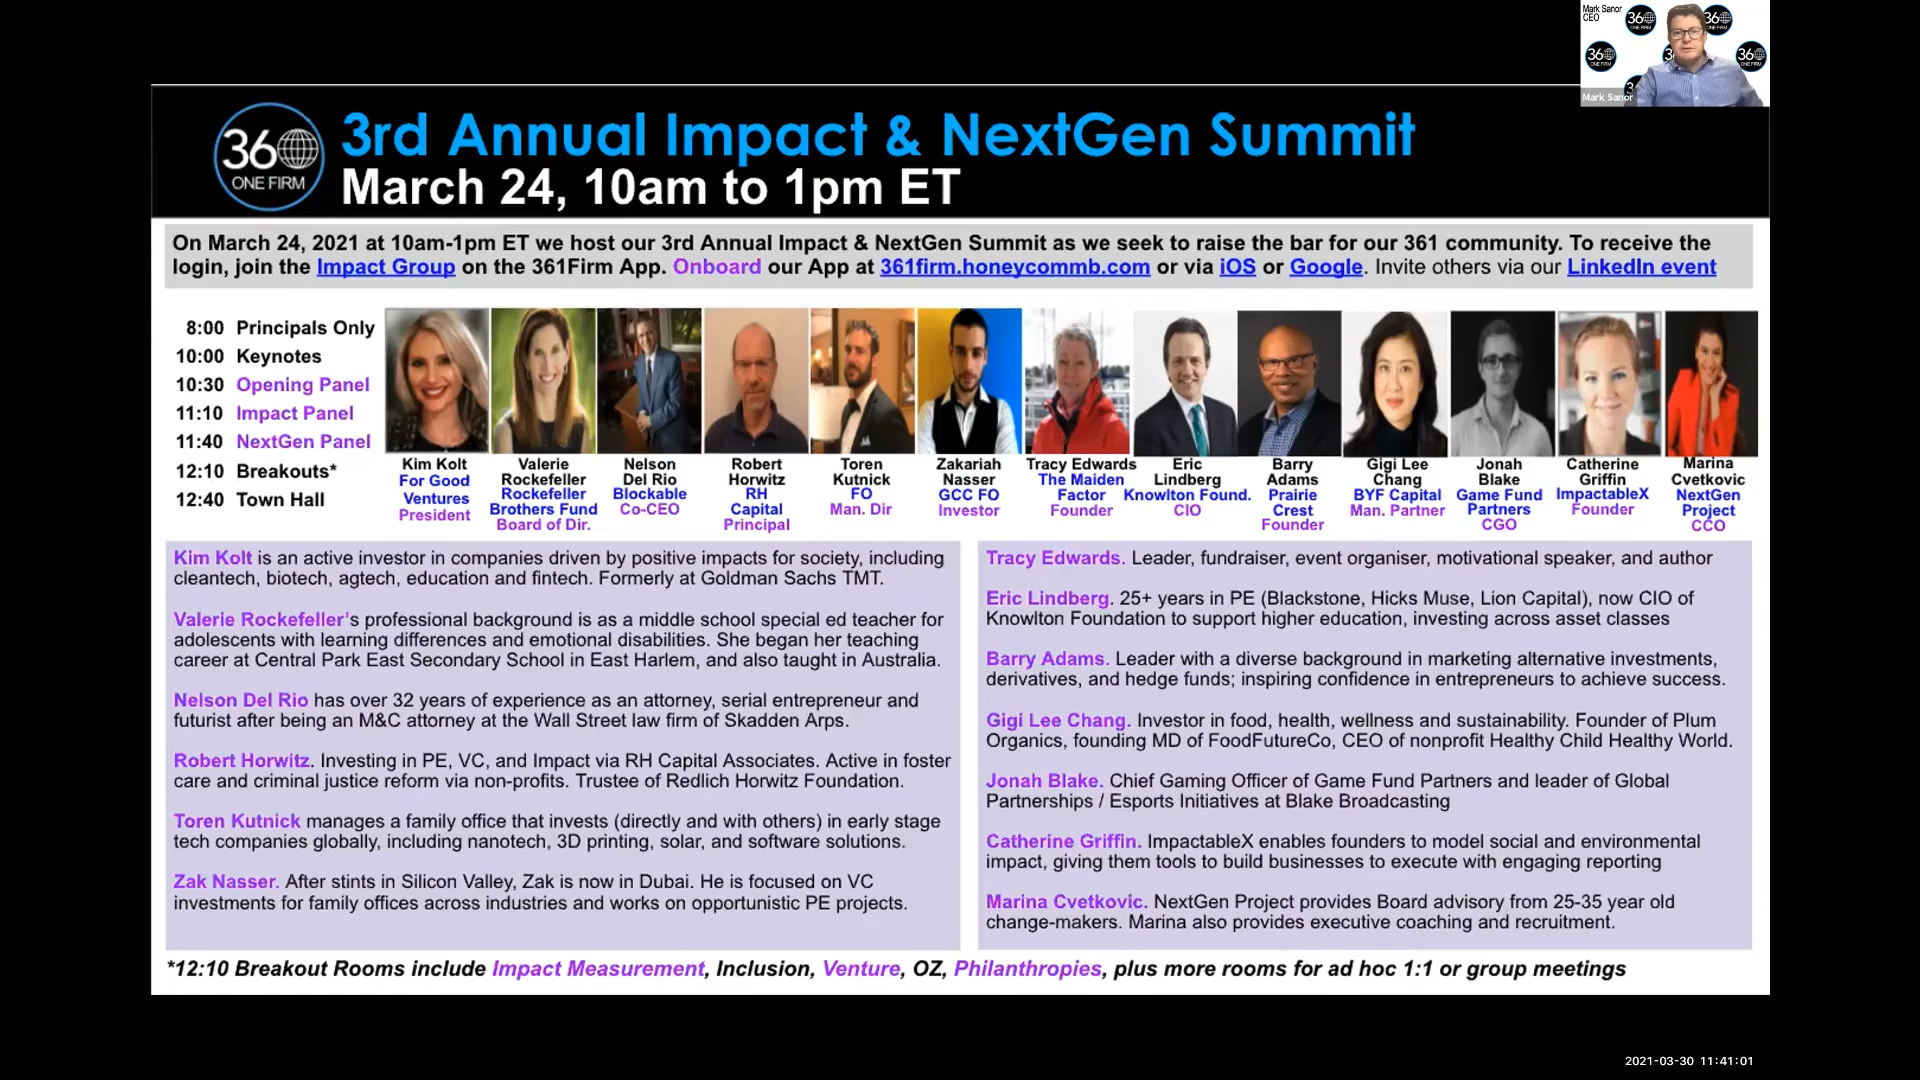 Mark Sanor
CEO
36
ONE FIRM
36
36
ONE FIRM
36
ONE FIRM
Mark Sanor
36
ONE FIRM
3rd Annual Impact & NextGen Summit
March 24, 10am to 1pm ET
On March 24, 2021 at 10am-1pm ET we host our 3rd Annual Impact & NextGen Summit as we seek to raise the bar for our 361 community. To receive the
login, join the Impact Group on the 361Firm App. Onboard our App at 361firm.honeycommb.com or via iOS or Google. Invite others via our LinkedIn event
8:00 Principals Only
10:00 Keynotes
10:30 Opening Panel
11:10 Impact Panel
11:40 NextGen Panel
12:10 Breakouts*
12:40 Town Hall
Kim Kolt
For Good
Ventures
President
Valerie
Rockefeller
Rockefeller
Brothers Fund
Board of Dir.
Nelson
Del Rio
Blockable
Co-CEO
Robert
Horwitz
RH
Capital
Principal
Toren
Kutnick
FO
Man. Dir
Zakariah
Nasser
GCC FO
Investor
Tracy Edwards
The Maiden
Factor
Founder
Eric
Lindberg
Knowlton Found.
CIO
Barry
Adams
Prairie
Crest
Founder
Gigi Lee
Chang
BYF Capital
Man. Partner
Jonah
Blake
Game Fund
Partners
CGO
Catherine
Griffin
ImpactableX
Founder
Marina
Cvetkovic
NextGen
Project
CCO
Kim Kolt is an active investor in companies driven by positive impacts for society, including
cleantech, biotech, agtech, education and fintech. Formerly at Goldman Sachs TMT.
Valerie Rockefeller's professional background is as a middle school special ed teacher for
adolescents with learning differences and emotional disabilities. She began her teaching
career at Central Park East Secondary School in East Harlem, and also taught in Australia.
Nelson Del Rio has over 32 years of experience as an attorney, serial entrepreneur and
futurist after being an M&C attorney at the Wall Street law firm of Skadden Arps.
Robert Horwitz. Investing in PE, VC, and Impact via RH Capital Associates. Active in foster
care and criminal justice reform via non-profits. Trustee of Redlich Horwitz Foundation.
Toren Kutnick manages a family office that invests (directly and with others) in early stage
tech companies globally, including nanotech, 3D printing, solar, and software solutions.
Zak Nasser. After stints in Silicon Valley, Zak is now in Dubai. He is focused on VC
investments for family offices across industries and works on opportunistic PE projects.
Tracy Edwards. Leader, fundraiser, event organiser, motivational speaker, and author
Eric Lindberg. 25+ years in PE (Blackstone, Hicks Muse, Lion Capital), now CIO of
Knowlton Foundation to support higher education, investing across asset classes
Barry Adams. Leader with a diverse background in marketing alternative investments,
derivatives, and hedge funds; inspiring confidence in entrepreneurs to achieve success.
Gigi Lee Chang. Investor in food, health, wellness and sustainability. Founder of Plum
Organics, founding MD of FoodFutureCo, CEO of nonprofit Healthy Child Healthy World.
Jonah Blake. Chief Gaming Officer of Game Fund Partners and leader of Global
Partnerships / Esports Initiatives at Blake Broadcasting
Catherine Griffin. ImpactableX enables founders to model social and environmental
impact, giving them tools to build businesses to execute with engaging reporting
Marina Cvetkovic. NextGen Project provides Board advisory from 25-35 year old
change-makers. Marina also provides executive coaching and recruitment.
*12:10 Breakout Rooms include Impact Measurement, Inclusion, Venture, OZ, Philanthropies, plus more rooms for ad hoc 1:1 or group meetings
2021-03-30 11:41:01